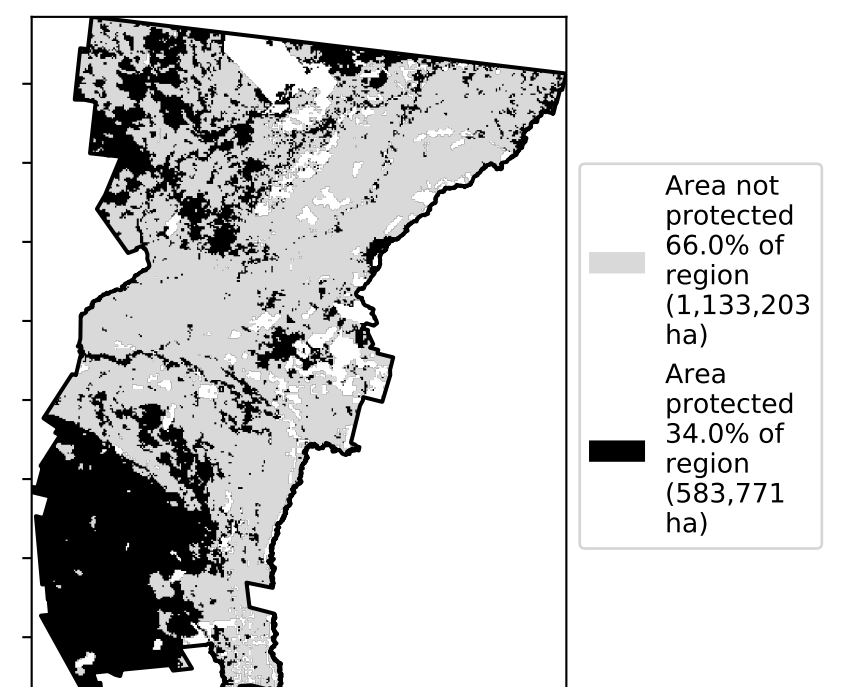 Area not
protected
66.0% of
region
(1,133,203
ha)
Area
protected
34.0% of
region
(583,771
ha)